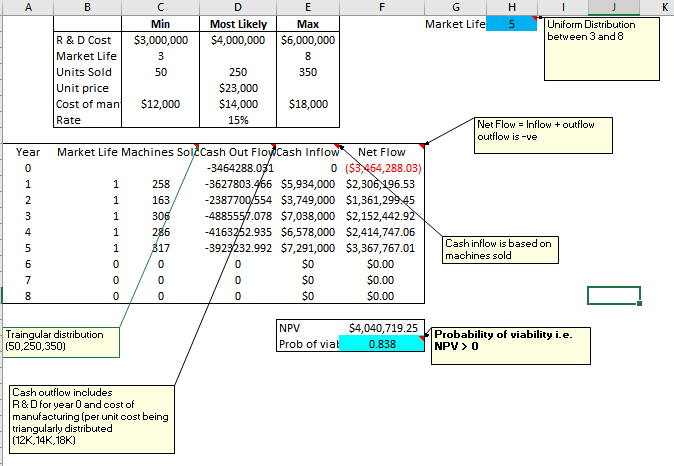 A B C D E F G H I J K
Min Most Likely Max Market Life 5
R & D Cost $3,000,000 $4,000,000 $6,000,000
Market Life 3 8
Units Sold 50 250 350
Unit price $23,000
Cost of man $12,000 $14,000 $18,000
Rate 15%
Uniform Distribution
between 3 and 8
Net Flow = Inflow + outflow
outflow is -ve
Year Market Life Machines Sol Cash Out Flow Cash Inflow Net Flow
0 -3464288.031 0 ($3,464,288.03)
1 1 258 -3627803.466 $5,934,000 $2,306,196.53
2 1 163 -2387700.554 $3,749,000 $1,361,299.45
3 1 306 -4885557.078 $7,038,000 $2,152,442.92
4 1 286 -4163252.935 $6,578,000 $2,414,747.06
5 1 317 -3923232.992 $7,291,000 $3,367,767.01
6 0 0 0 $0 $0.00
7 0 0 0 $0 $0.00
8 0 0 0 $0 $0.00
Cash inflow is based on
machines sold
NPV $4,040,719.25
Prob of vial 0.838
Traingular distribution
(50,250,350)
Probability of viability i.e.
NPV > 0
Cash outflow includes
R & D for year 0 and cost of
manufacturing (per unit cost being
triangularly distributed
(12K,14K,18K)